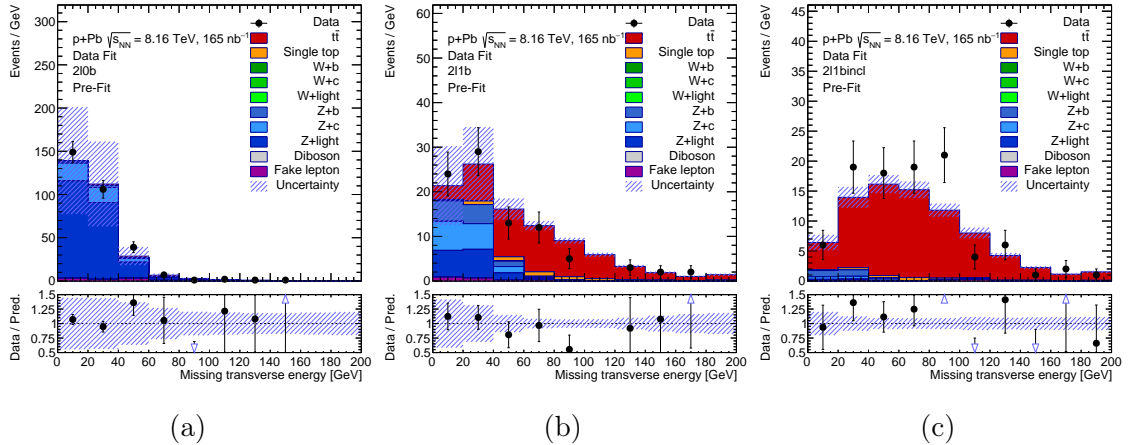 Events / GeV
320
300
250
200
150
100
50
0
p+Pb √s_NN = 8.16 TeV, 165 nb⁻¹
Data Fit
2l0b
Pre-Fit
Data
tt̄
Single top
W+b
W+c
W+light
Z+b
Z+c
Z+light
Diboson
Fake lepton
Uncertainty
Data / Pred.
1.5
1.25
1
0.75
0.5
0 20 40 60 80 100 120 140 160 180 200
Missing transverse energy [GeV]
(a)
Events / GeV
60
50
40
30
20
10
0
p+Pb √s_NN = 8.16 TeV, 165 nb⁻¹
Data Fit
2l1b
Pre-Fit
Data
tt̄
Single top
W+b
W+c
W+light
Z+b
Z+c
Z+light
Diboson
Fake lepton
Uncertainty
Data / Pred.
1.5
1.25
1
0.75
0.5
0 20 40 60 80 100 120 140 160 180 200
Missing transverse energy [GeV]
(b)
Events / GeV
45
40
35
30
25
20
15
10
5
0
p+Pb √s_NN = 8.16 TeV, 165 nb⁻¹
Data Fit
2l1bincl
Pre-Fit
Data
tt̄
Single top
W+b
W+c
W+light
Z+b
Z+c
Z+light
Diboson
Fake lepton
Uncertainty
Data / Pred.
1.5
1.25
1
0.75
0.5
0 20 40 60 80 100 120 140 160 180 200
Missing transverse energy [GeV]
(c)